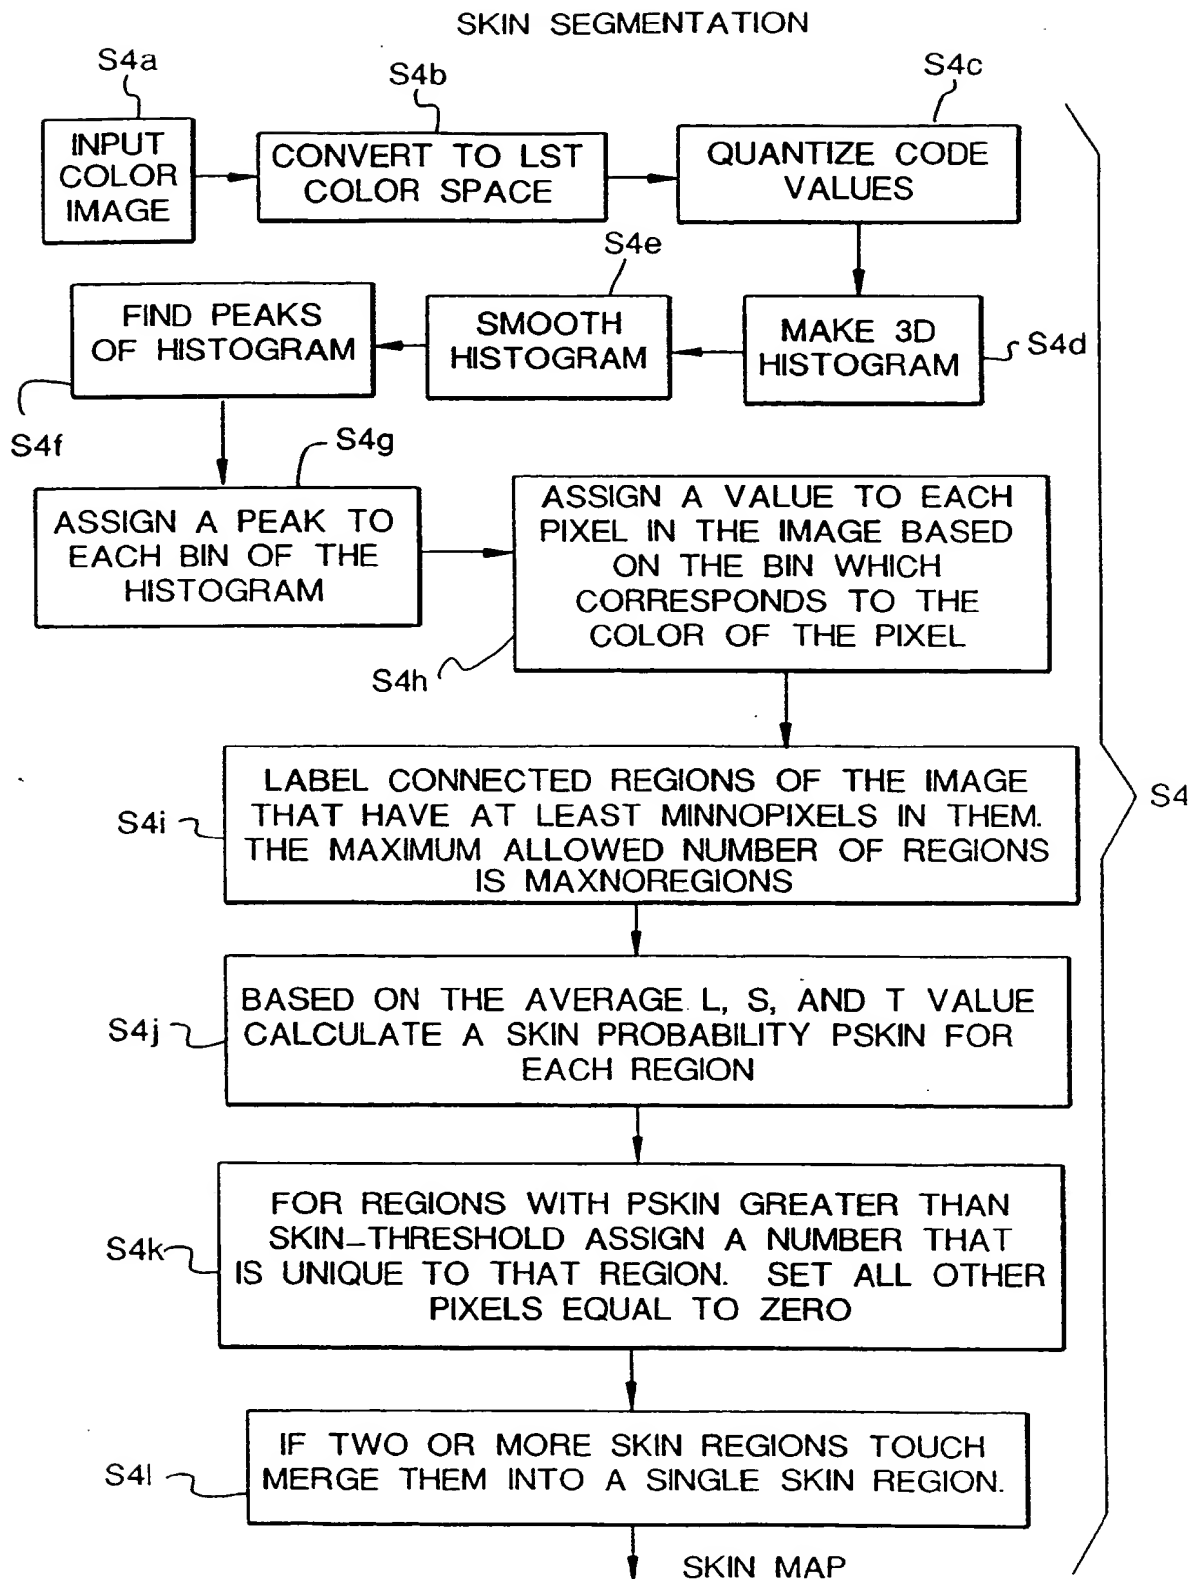 SKIN SEGMENTATION
S4a
S4b
S4c
INPUT
COLOR
IMAGE
CONVERT TO LST
COLOR SPACE
QUANTIZE CODE
VALUES
S4e
FIND PEAKS
OF HISTOGRAM
SMOOTH
HISTOGRAM
MAKE 3D
HISTOGRAM
S4d
S4f
S4g
ASSIGN A PEAK TO
EACH BIN OF THE
HISTOGRAM
ASSIGN A VALUE TO EACH
PIXEL IN THE IMAGE BASED
ON THE BIN WHICH
CORRESPONDS TO THE
COLOR OF THE PIXEL
S4h
LABEL CONNECTED REGIONS OF THE IMAGE
THAT HAVE AT LEAST MINNOPIXELS IN THEM.
THE MAXIMUM ALLOWED NUMBER OF REGIONS
IS MAXNOREGIONS
S4i
S4
BASED ON THE AVERAGE L, S, AND T VALUE
CALCULATE A SKIN PROBABILITY PSKIN FOR
EACH REGION
S4j
FOR REGIONS WITH PSKIN GREATER THAN
SKIN-THRESHOLD ASSIGN A NUMBER THAT
IS UNIQUE TO THAT REGION. SET ALL OTHER
PIXELS EQUAL TO ZERO
S4k
IF TWO OR MORE SKIN REGIONS TOUCH
MERGE THEM INTO A SINGLE SKIN REGION.
S4l
SKIN MAP